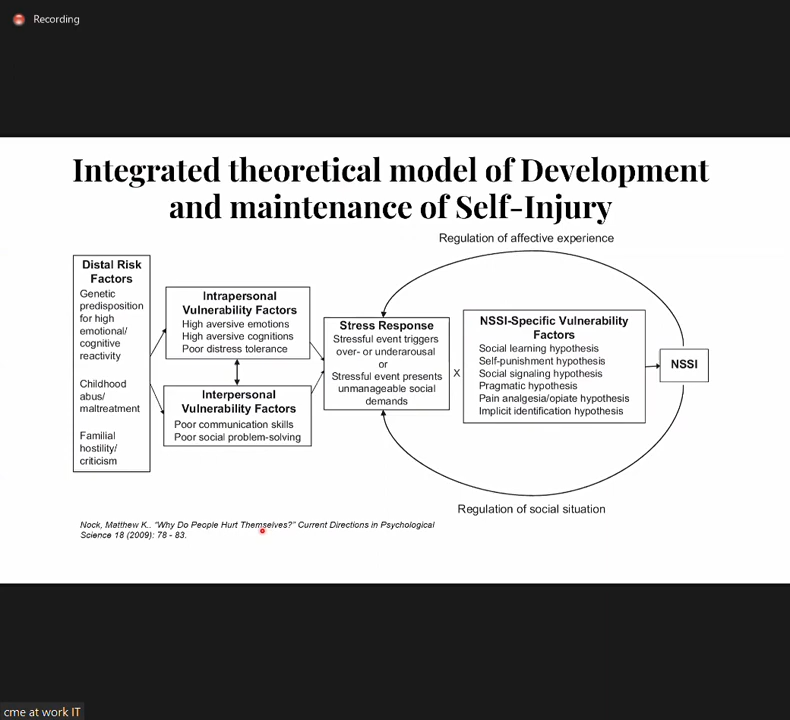 Recording
Integrated theoretical model of Development
and maintenance of Self-Injury
Regulation of affective experience
Distal Risk
Factors
Genetic
predisposition
for high
emotional/
cognitive
reactivity
Childhood
abus/
maltreatment
Familial
hostility/
criticism
Intrapersonal
Vulnerability Factors
High aversive emotions
High aversive cognitions
Poor distress tolerance
Interpersonal
Vulnerability Factors
Poor communication skills
Poor social problem-solving
Stress Response
Stressful event triggers
over- or underarousal
or
Stressful event presents
unmanageable social
demands
X
NSSI-Specific Vulnerability
Factors
Social learning hypothesis
Self-punishment hypothesis
Social signaling hypothesis
Pragmatic hypothesis
Pain analgesia/opiate hypothesis
Implicit identification hypothesis
NSSI
Regulation of social situation
Nock, Matthew K.. “Why Do People Hurt Themselves?” Current Directions in Psychological
Science 18 (2009): 78 - 83.
cme at work IT